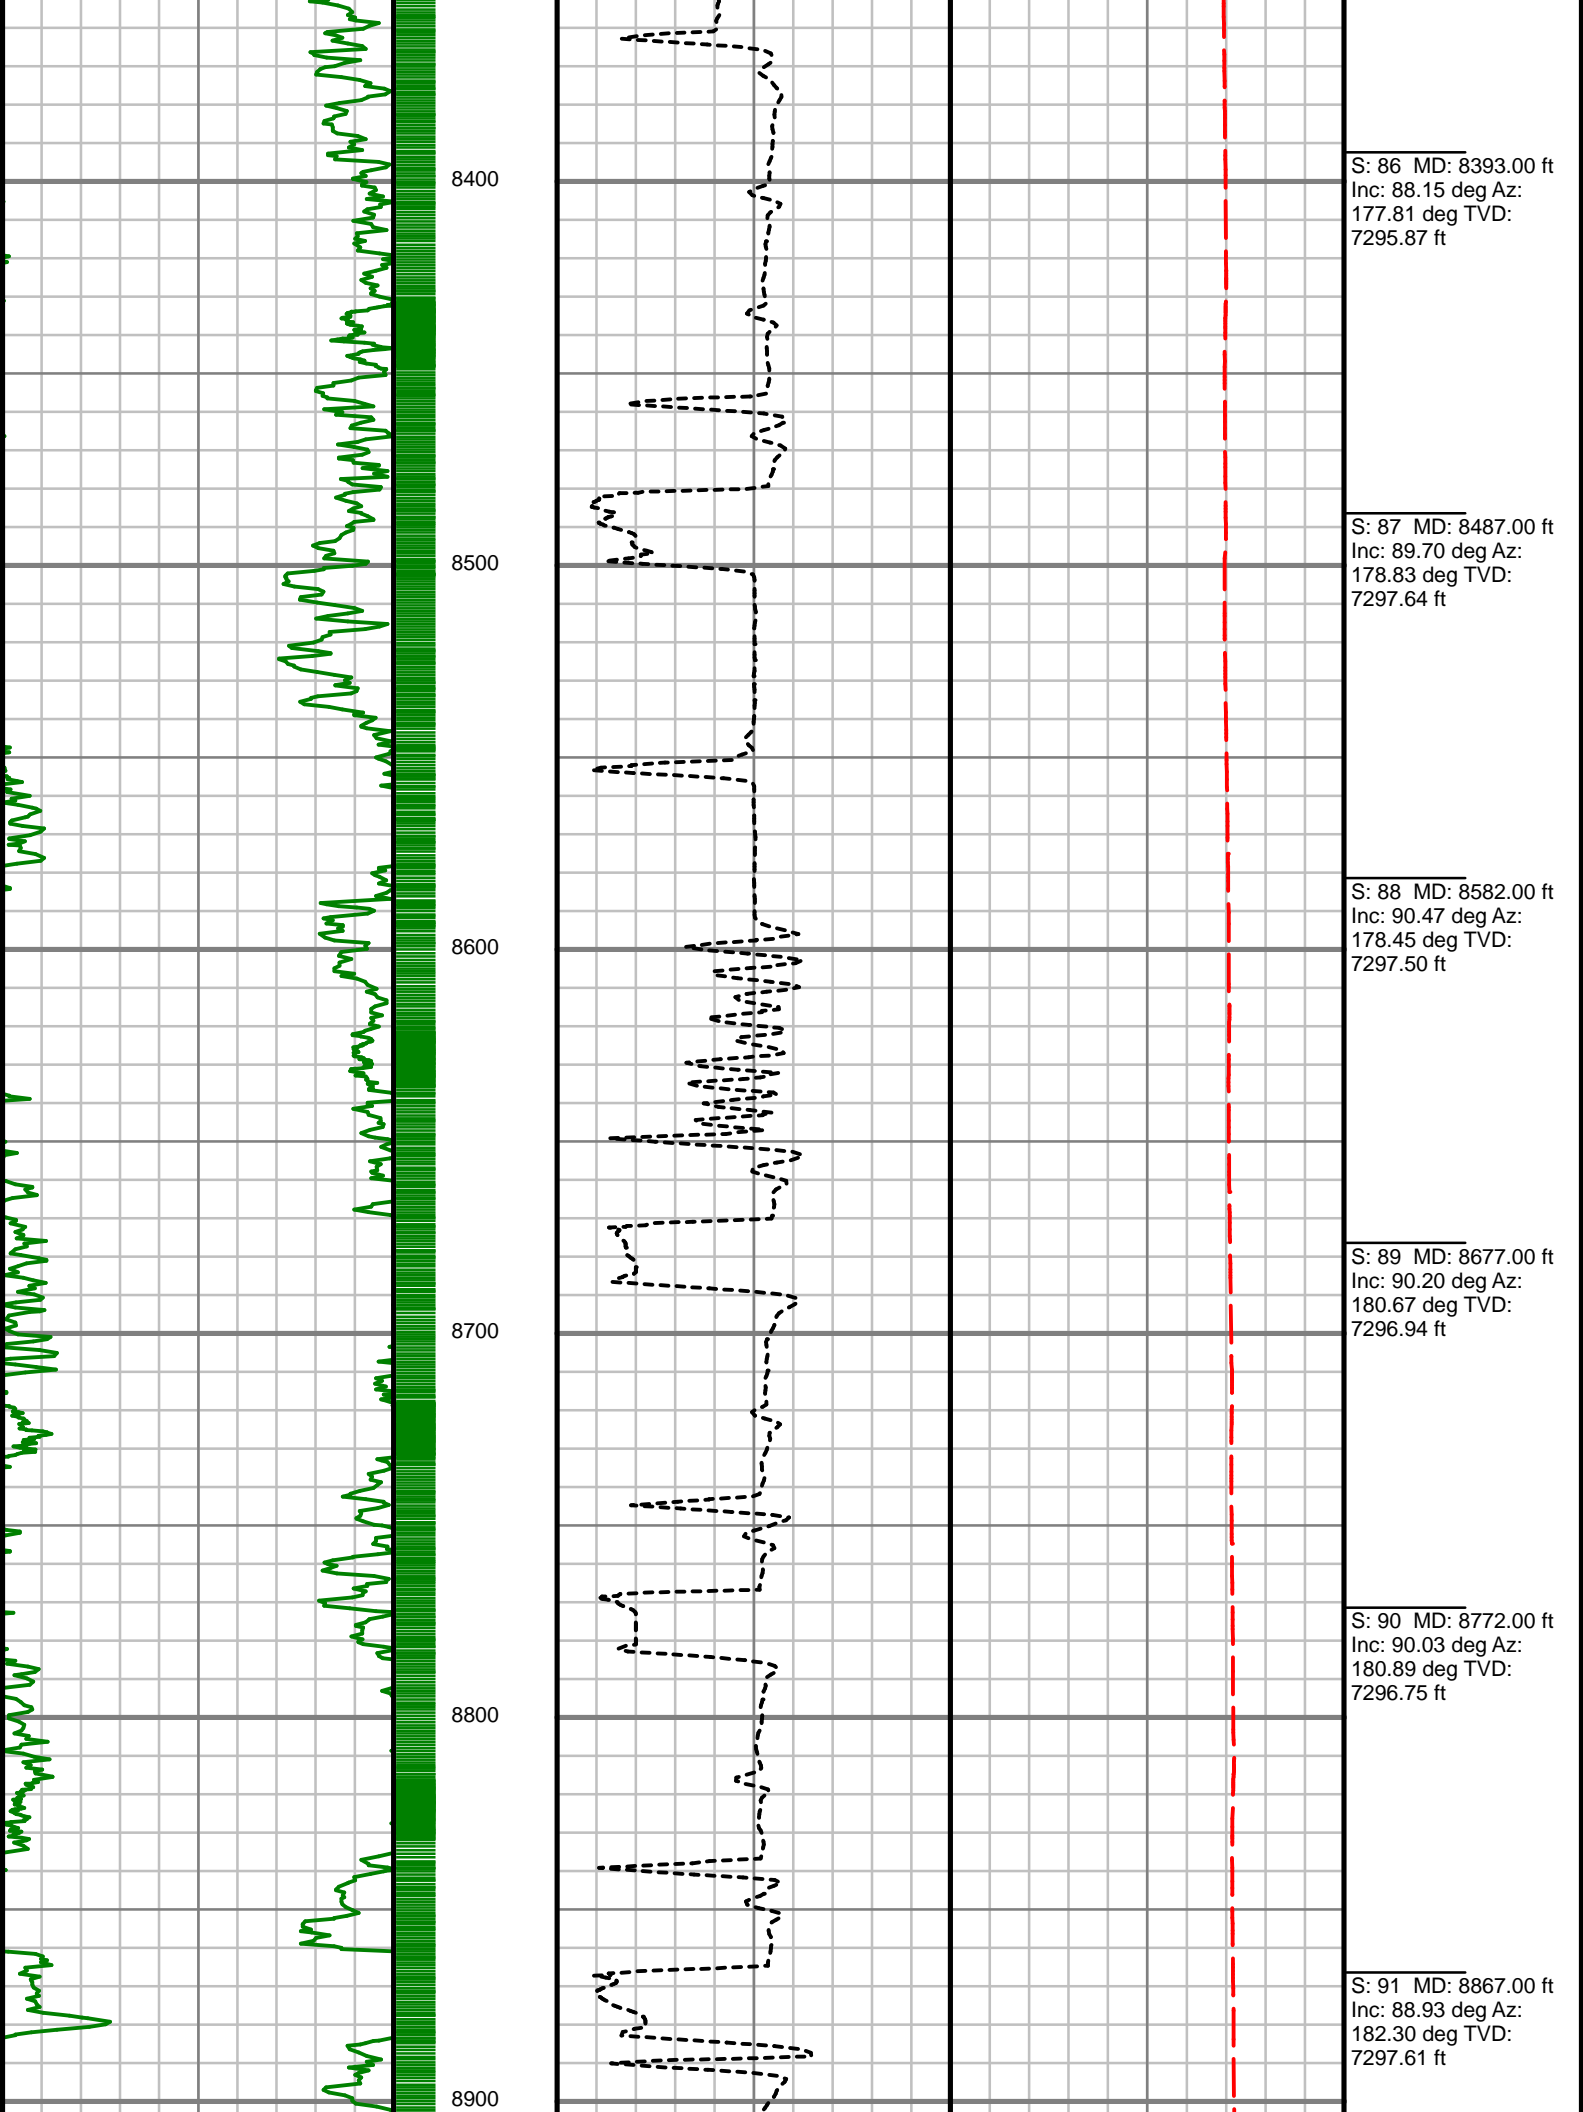 S: 86 MD: 8393.00 ft
Inc: 88.15 deg Az:
177.81 deg TVD:
7295.87 ft
8400
S: 87 MD: 8487.00 ft
Inc: 89.70 deg Az:
178.83 deg TVD:
7297.64 ft
8500
S: 88 MD: 8582.00 ft
Inc: 90.47 deg Az:
178.45 deg TVD:
7297.50 ft
8600
S: 89 MD: 8677.00 ft
Inc: 90.20 deg Az:
180.67 deg TVD:
7296.94 ft
8700
S: 90 MD: 8772.00 ft
Inc: 90.03 deg Az:
180.89 deg TVD:
7296.75 ft
8800
S: 91 MD: 8867.00 ft
Inc: 88.93 deg Az:
182.30 deg TVD:
7297.61 ft
8900